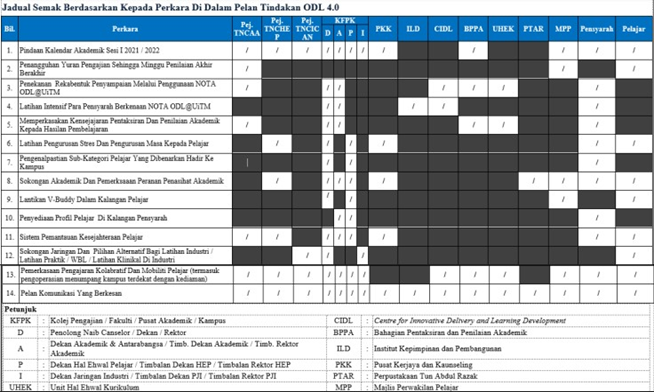 Jadual Semak Berdasarkan Kepada Perkara Di Dalam Pelan Tindakan ODL 4.0
Bil. Perkara Pej. TNCAA Pej. TNCHEP Pej. TNCICAN KFPK D A P I PKK ILD CIDL BPPA UHEK PTAR MPP Pensyarah Pelajar
1. Pindaan Kalendar Akademik Sesi I 2021 / 2022
2. Penangguhan Yuran Pengajian Sehingga Minggu Penilaian Akhir Berakhir
3. Penekanan Rekabentuk Penyampaian Melalui Penggunaan NOTA ODL@UiTM
4. Latihan Intensif Para Pensyarah Berkenaan NOTA ODL@UiTM
5. Memperkasakan Kensejajaran Pentaksiran Dan Penilaian Akademik Kepada Hasilan Pembelajaran
6. Latihan Pengurusan Stres Dan Pengurusan Masa Kepada Pelajar
7. Pengenalpastian Sub-Kategori Pelajar Yang Dibenarkan Hadir Ke Kampus
8. Sokongan Akademik Dan Pemerksaan Peranan Penasihat Akademik
9. Lantikan V-Buddy Dalam Kalangan Pelajar
10. Penyediaan Profil Pelajar Di Kalangan Pensyarah
11. Sistem Pemantauan Kesejahteraan Pelajar
12. Sokongan Jaringan Dan Pilihan Alternatif Bagi Latihan Industri / Latihan Praktik / WBL / Latihan Klinikal Di Industri
13. Pemerkasaan Pengajaran Kolabratif Dan Mobiliti Pelajar (termasuk pengoperasian menumpang kampus terdekat dengan kediaman)
14. Pelan Komunikasi Yang Berkesan
Petunjuk
KFPK : Kolej Pengajian / Fakulti / Pusat Akademik / Kampus
CIDL : Centre for Innovative Delivery and Learning Development
D : Penolong Naib Canselor / Dekan / Rektor
BPPA : Bahagian Pentaksiran dan Penilaian Akademik
A : Dekan Akademik & Antarabangsa / Timb. Dekan Akademik / Timb. Rektor Akademik
ILD : Institut Kepimpinan dan Pembangunan
P : Dekan Hal Ehwal Pelajar / Timbalan Dekan HEP / Timbalan Rektor HEP
PKK : Pusat Kerjaya dan Kaunseling
I : Dekan Jaringan Industri / Timbalan Dekan PJI / Timbalan Rektor PJI
PTAR : Perpustakaan Tun Abdul Razak
UHEK : Unit Hal Ehwal Kurikulum
MPP : Majlis Perwakilan Pelajar